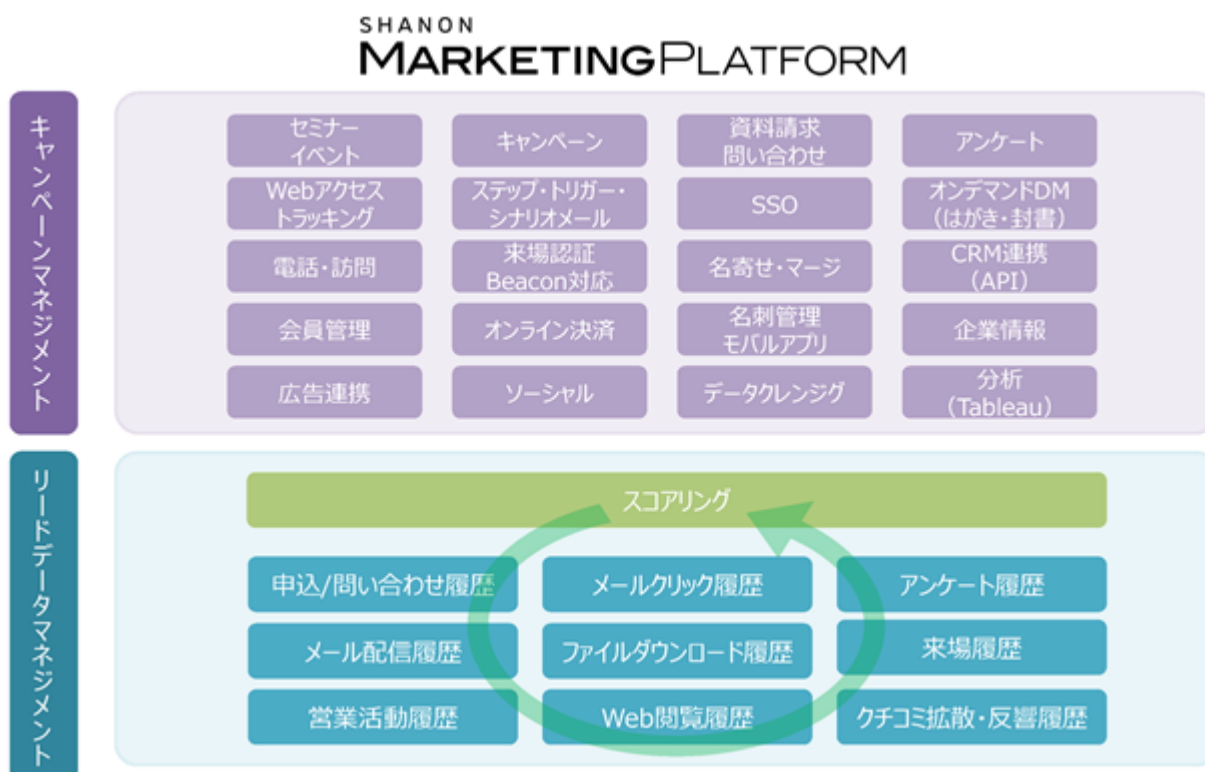 SHANON
MARKETINGPLATFORM
キャンペーンマネジメント
セミナー
イベント
キャンペーン
資料請求
問い合わせ
アンケート
Webアクセス
トラッキング
ステップ・トリガー・
シナリオメール
SSO
オンデマンドDM
(はがき・封書)
電話・訪問
来場認証
Beacon対応
名寄せ・マージ
CRM連携
(API)
会員管理
オンライン決済
名刺管理
モバルアプリ
企業情報
広告連携
ソーシャル
データクレンジグ
分析
(Tableau)
リードデータマネジメント
スコアリング
申込/問い合わせ履歴
メールクリック履歴
アンケート履歴
メール配信履歴
ファイルダウンロード履歴
来場履歴
営業活動履歴
Web閲覧履歴
クチコミ拡散・反響履歴